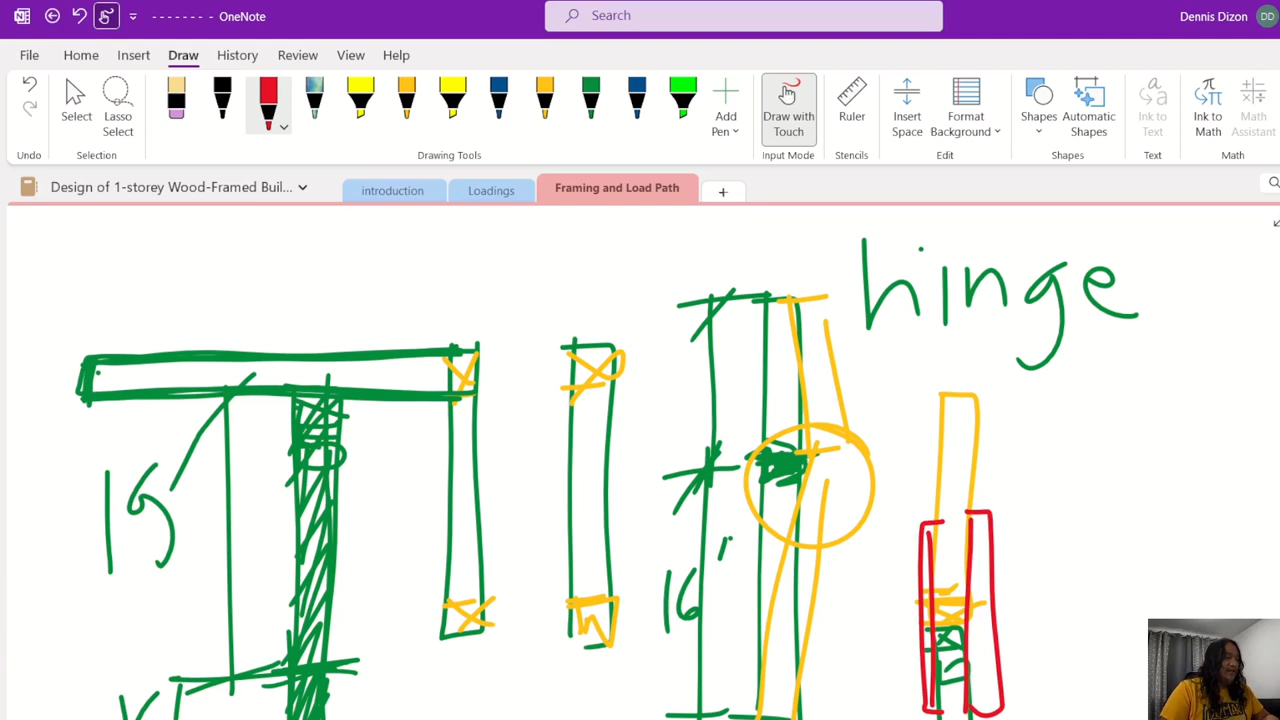 - - - - - - - OneNote
Search
Dennis Dizon
DD
File Home Insert Draw History Review View Help
Undo
Select
Lasso Select
Selection
Drawing Tools
Add Pen
Draw with Touch
Input Mode
Ruler
Stencils
Insert Space
Format Background
Edit
Shapes
Automatic Shapes
Shapes
Ink to Text
Text
Ink to Math
Math Assistant
Math
Design of 1-storey Wood-Framed Buil...
introduction
Loadings
Framing and Load Path
+
hinge
15
16'